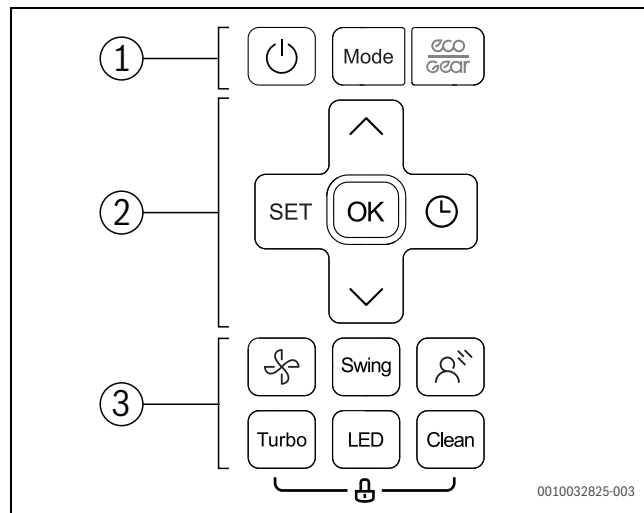 1
Mode
eco
Gear
2
SET
OK
3
Swing
Turbo
LED
Clean
0010032825-003